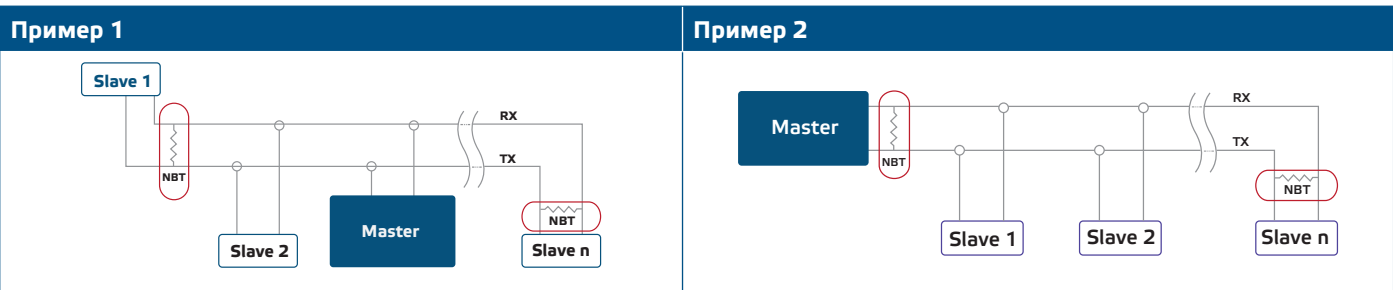 Пример 1
Пример 2
Slave 1
RX
TX
NBT
Slave 2
Master
NBT
Slave n
Master
RX
TX
NBT
NBT
Slave 1
Slave 2
Slave n